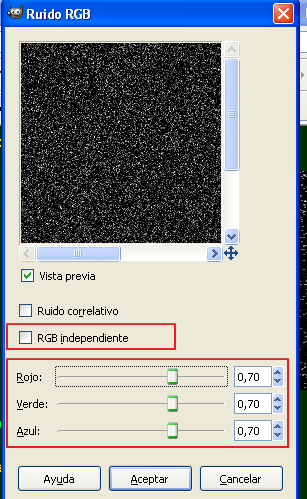 Ruido RGB
Vista previa
Ruido correlativo
RGB independiente
Rojo: 0,70
Verde: 0,70
Azul: 0,70
Ayuda Aceptar Cancelar